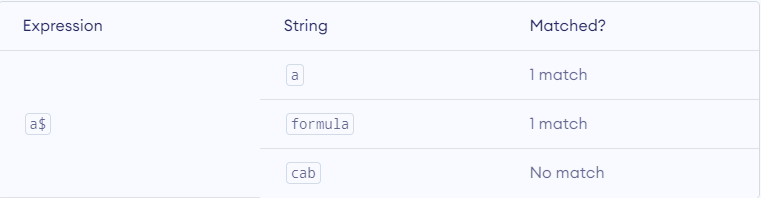 Expression String Matched?
a 1 match
a$ formula 1 match
cab No match